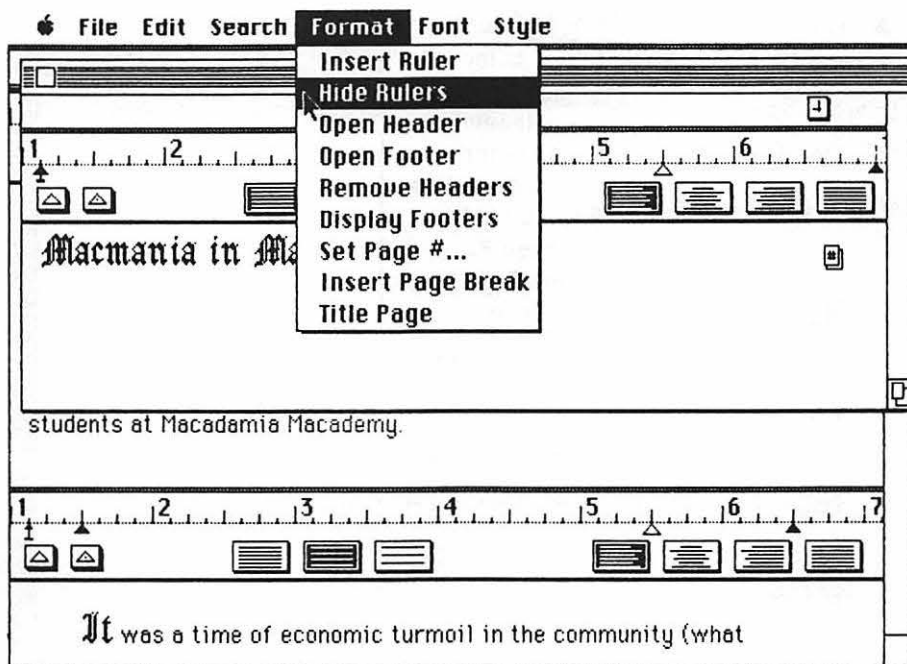 File Edit Search Format Font Style
Insert Ruler
Hide Rulers
Open Header
Open Footer
Remove Headers
Display Footers
Set Page #...
Insert Page Break
Title Page
1 2 5 6
Macmania in Ma
#
students at Macadamia Macademy.
1 2 3 4 5 6 7
It was a time of economic turmoil in the community (what